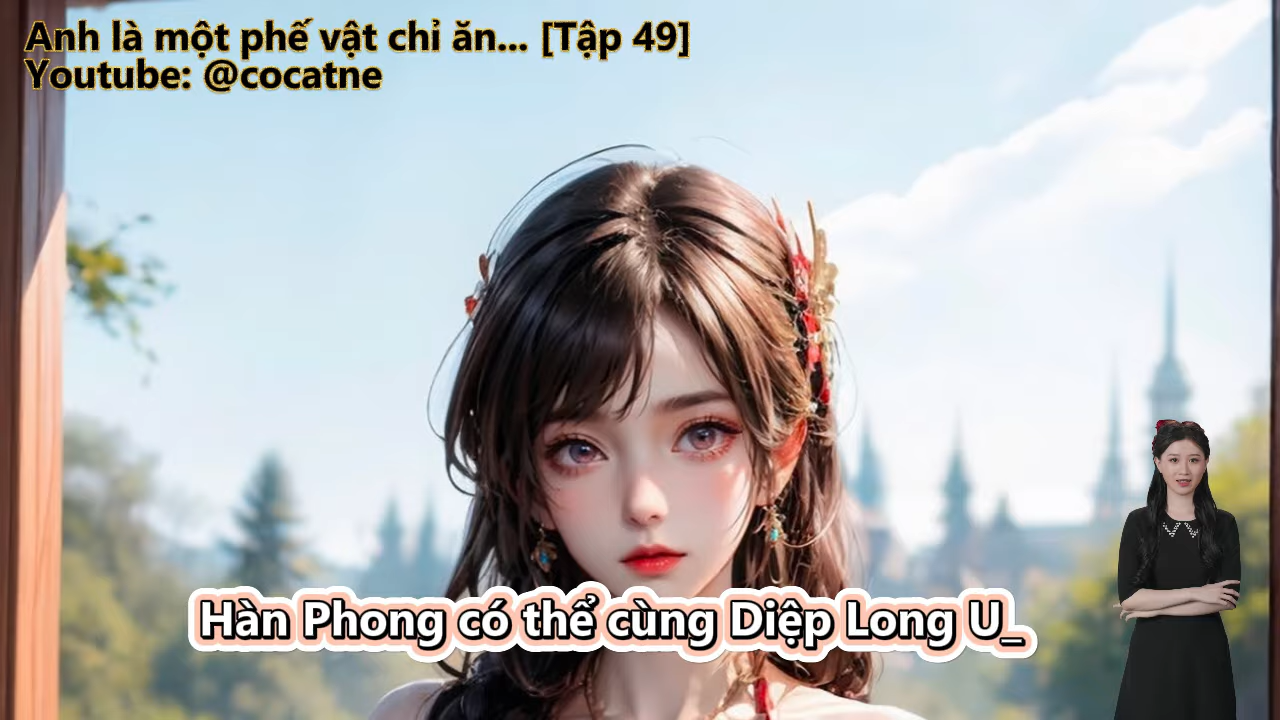 Anh là một phế vật chỉ ăn... [Tập 49]
Youtube: @cocatne
Hàn Phong có thể cùng Diệp Long U_